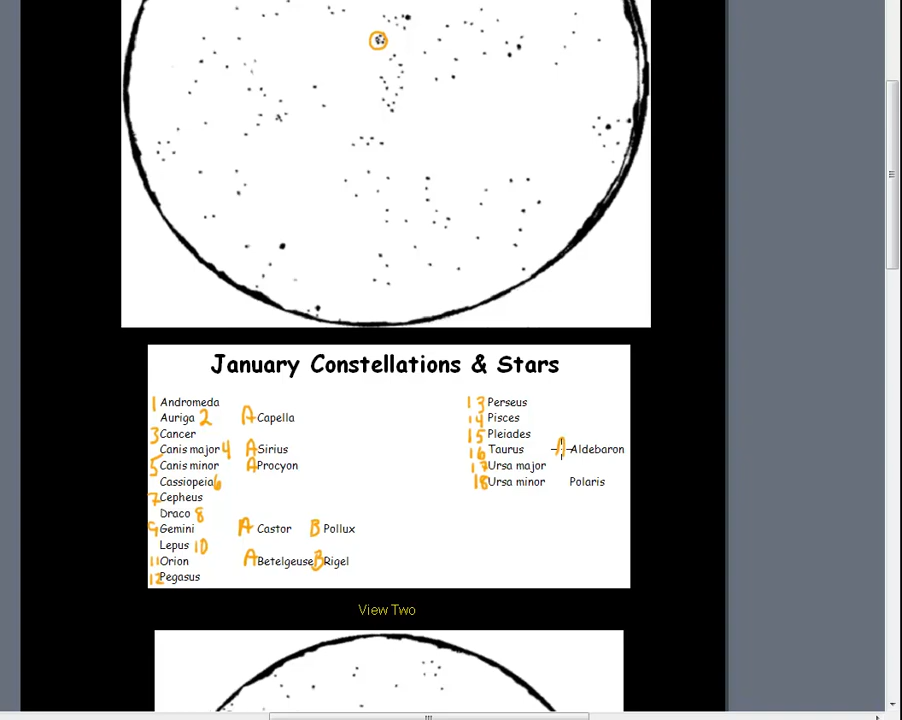 January Constellations & Stars
1 Andromeda
Auriga 2 A Capella
3 Cancer
Canis major 4 A Sirius
5 Canis minor A Procyon
Cassiopeia 6
7 Cepheus
Draco 8
9 Gemini A Castor B Pollux
Lepus 10
11 Orion A Betelgeuse B Rigel
12 Pegasus
13 Perseus
14 Pisces
15 Pleiades
16 Taurus A Aldebaron
17 Ursa major
18 Ursa minor Polaris
View Two